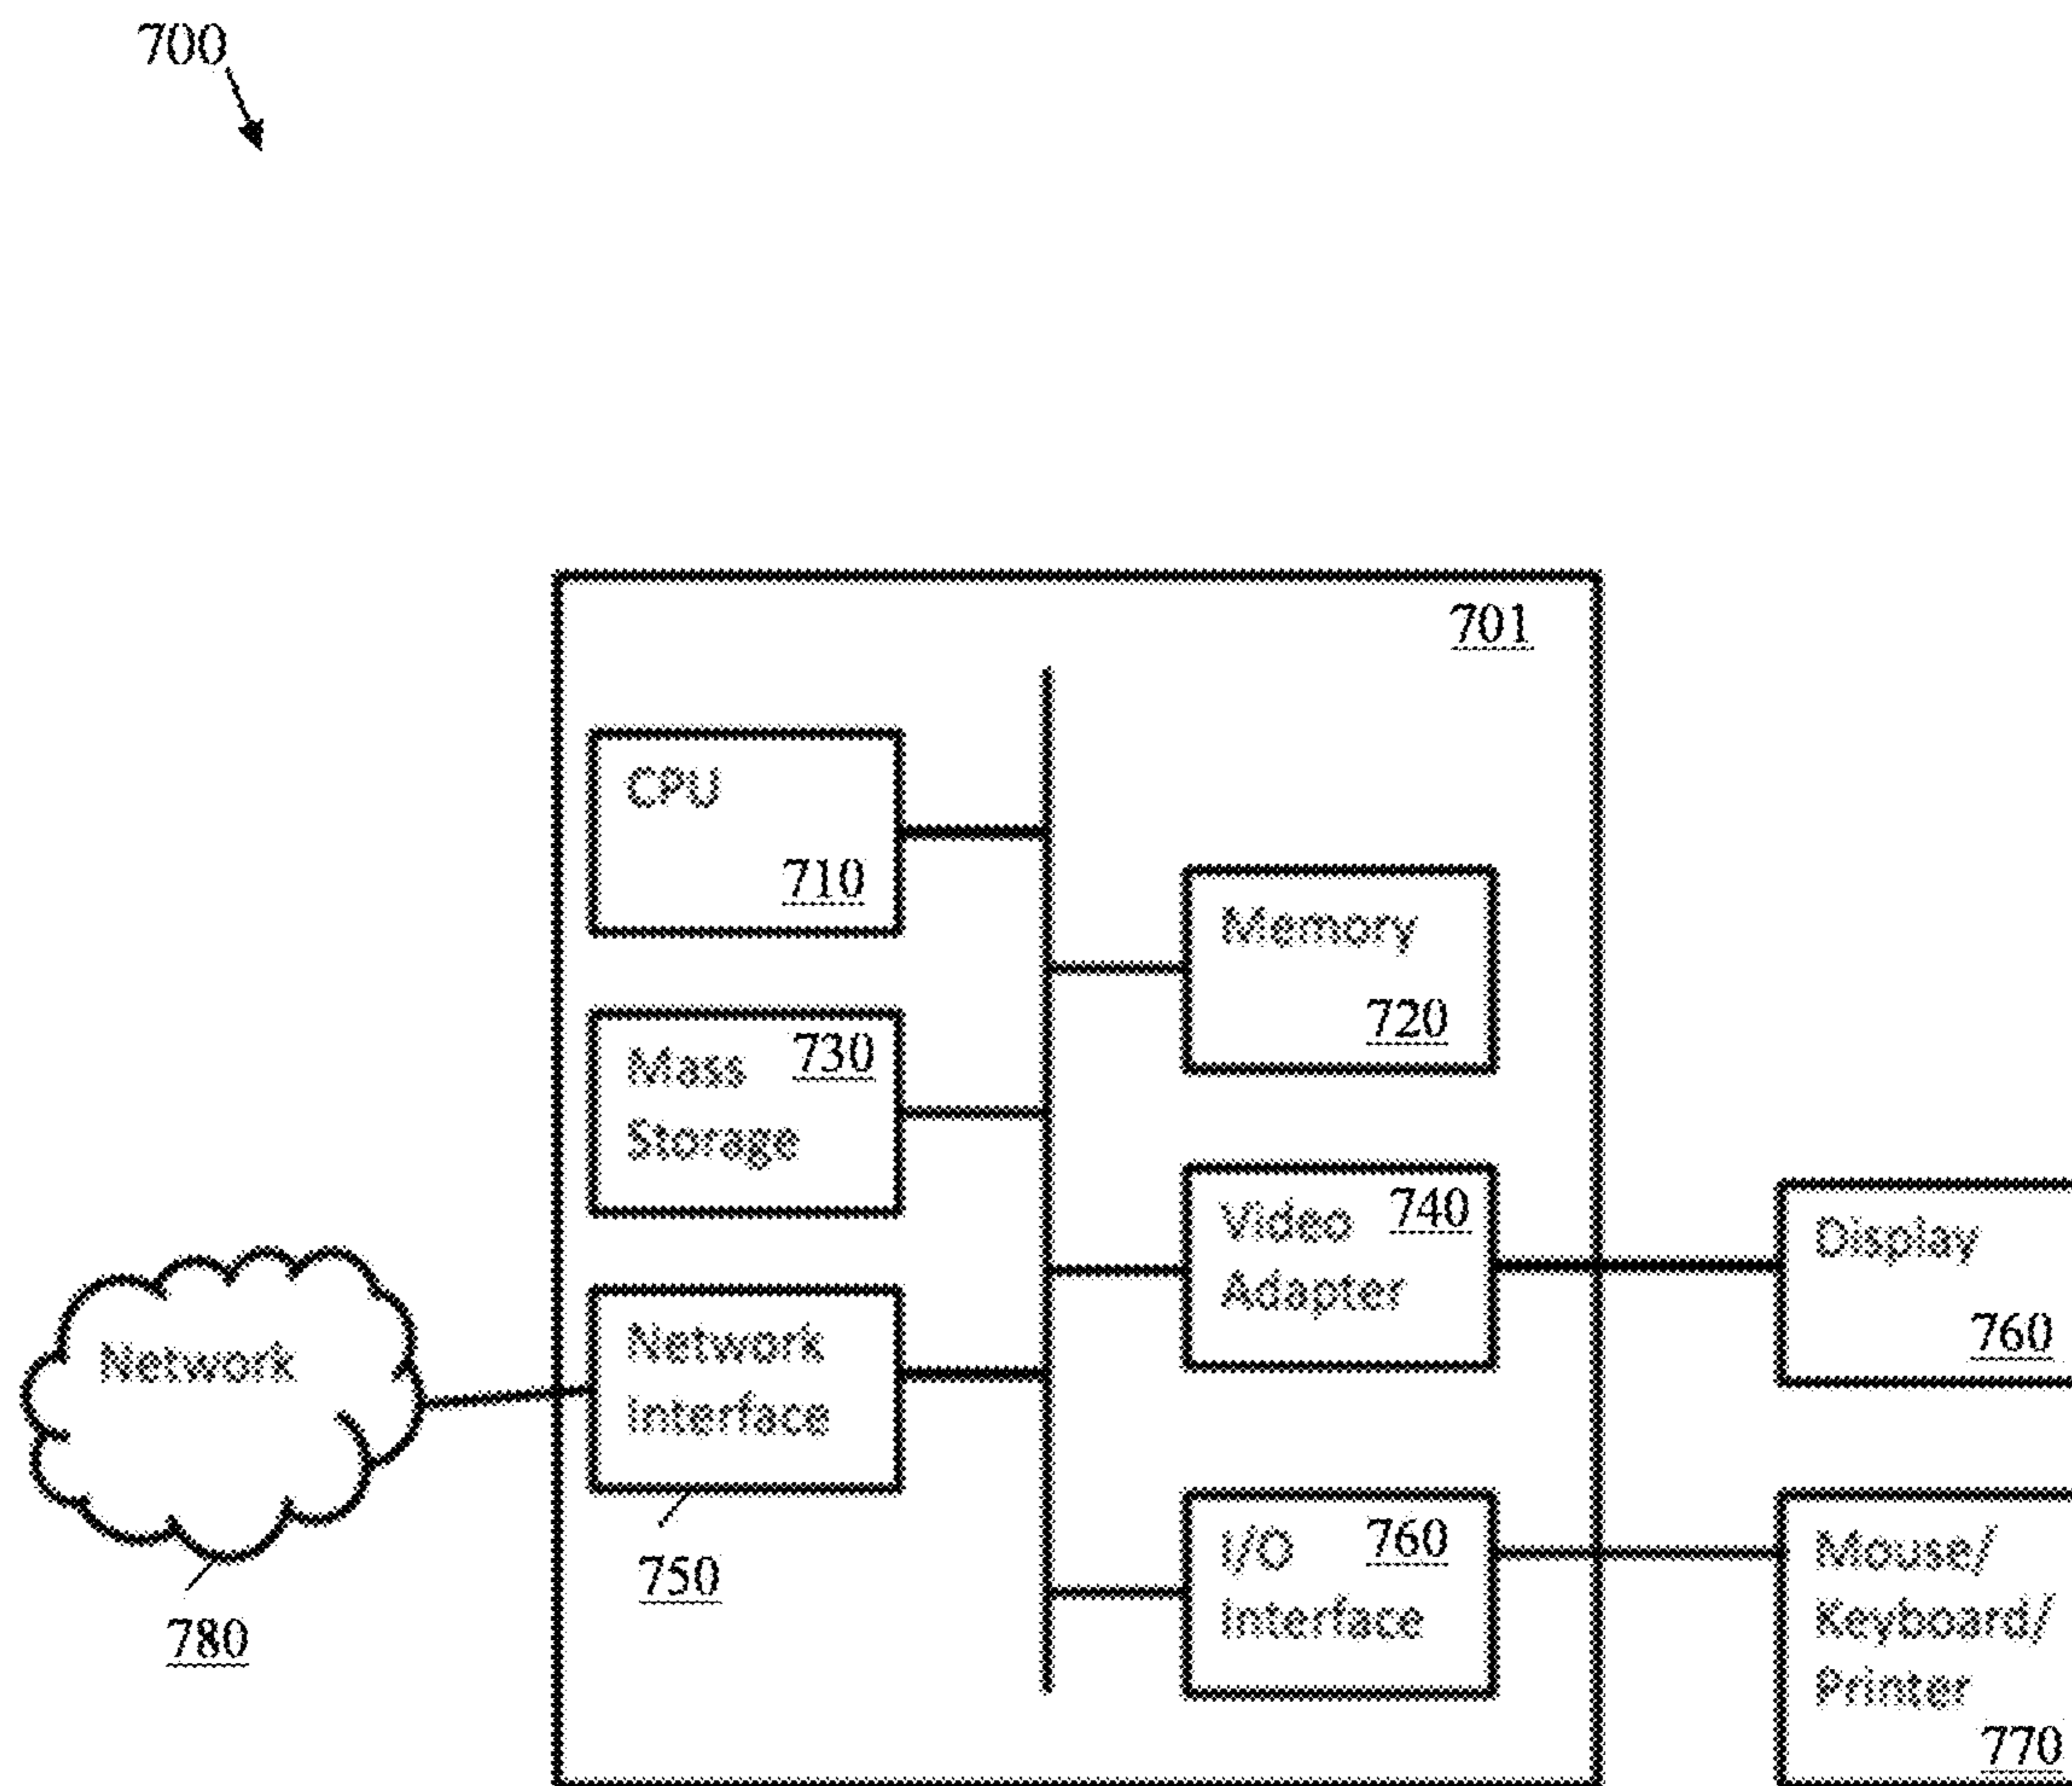 700
701
CPU
710
Memory
720
Mass 730
Storage
Video 740
Adapter
Display
760
Network
Network
Interface
750
I/O 760
Interface
Mouse/
Keyboard/
Printer
770
780